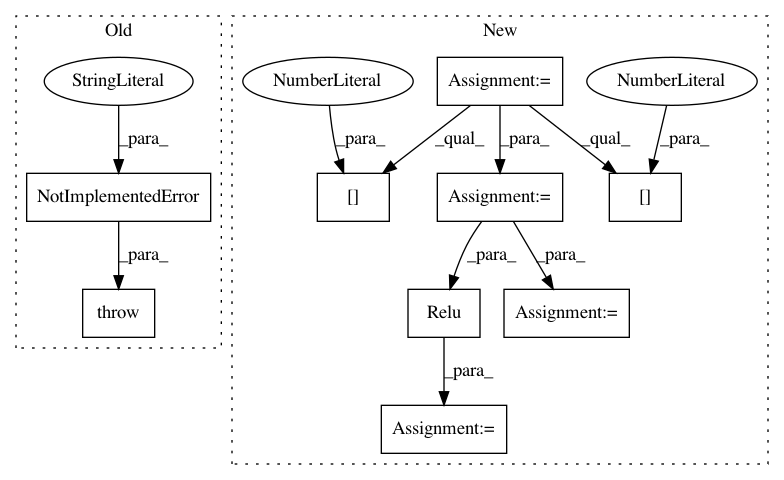 Old
New
StringLiteral
NumberLiteral
Assignment:=
NumberLiteral
_para_
_para_
_qual_
_para_
_qual_
_para_
NotImplementedError
[]
Assignment:=
[]
_para_
_para_
_para_
throw
Relu
Assignment:=
_para_
Assignment:=